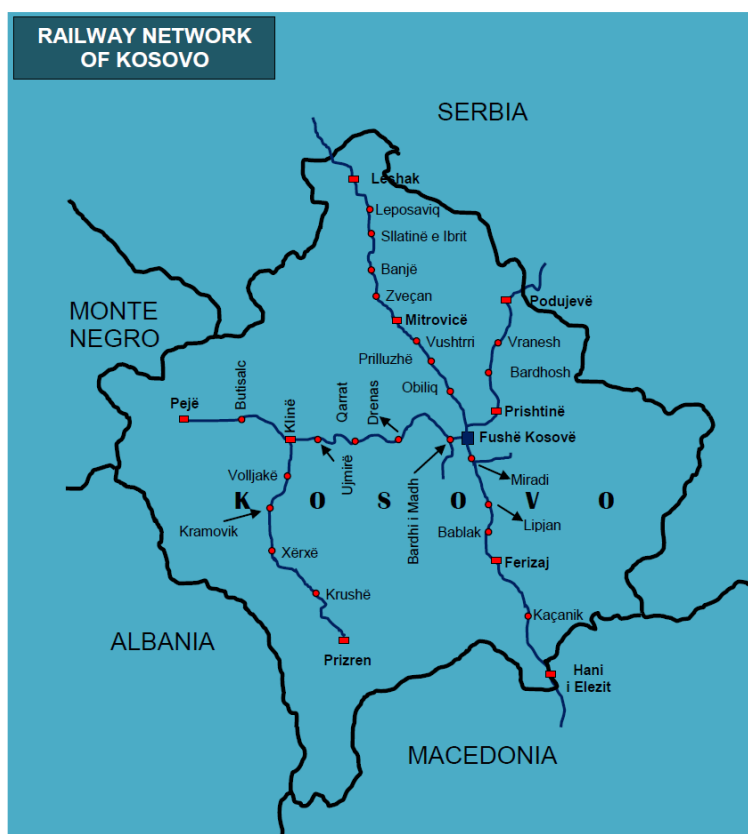 RAILWAY NETWORK
OF KOSOVO
SERBIA
Leshak
Leposaviq
Sllatinë e Ibrit
Banjë
Zveçan
MONTE
NEGRO
Podujevë
Mitrovicë
Vushtrri
Vranesh
Prilluzhë
Bardhosh
Obiliq
Pejë
Butisalc
Klinë
Qarrat
Drenas
Prishtinë
Fushë Kosovë
Ujmirë
Bardhi i Madh
Miradi
Volljakë
K O S O V O
Kramovik
Lipjan
Bablak
Xërxë
Ferizaj
Krushë
Kaçanik
ALBANIA
Prizren
Hani
i Elezit
MACEDONIA